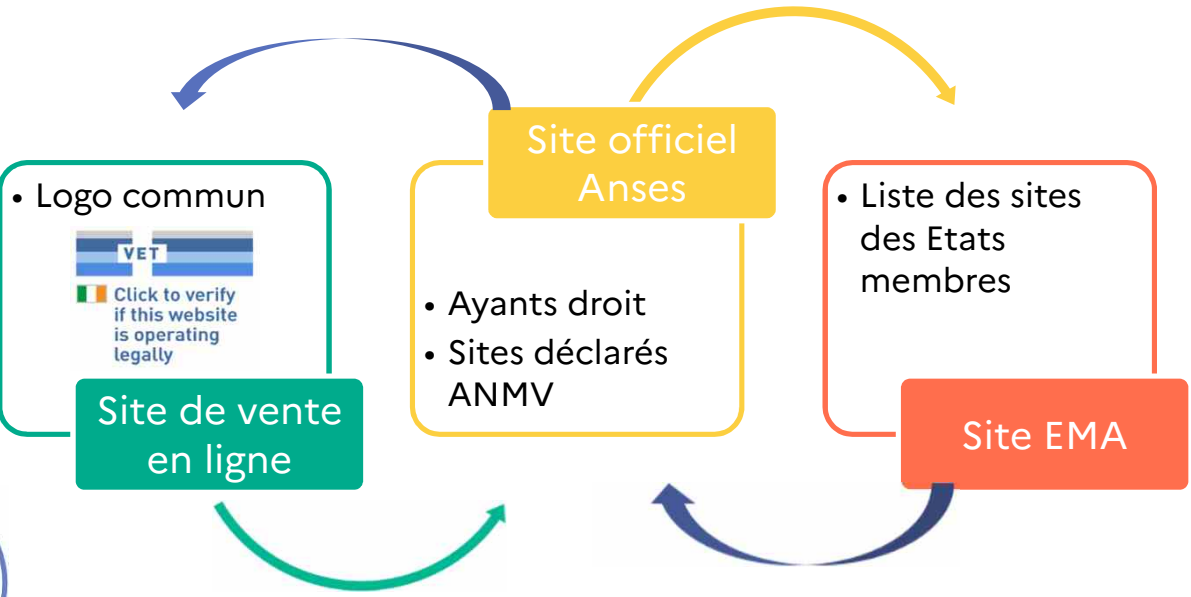 • Logo commun
VET
Click to verify
if this website
is operating
legally
Site de vente
en ligne
Site officiel
Anses
• Ayants droit
• Sites déclarés
ANMV
• Liste des sites
des Etats
membres
Site EMA